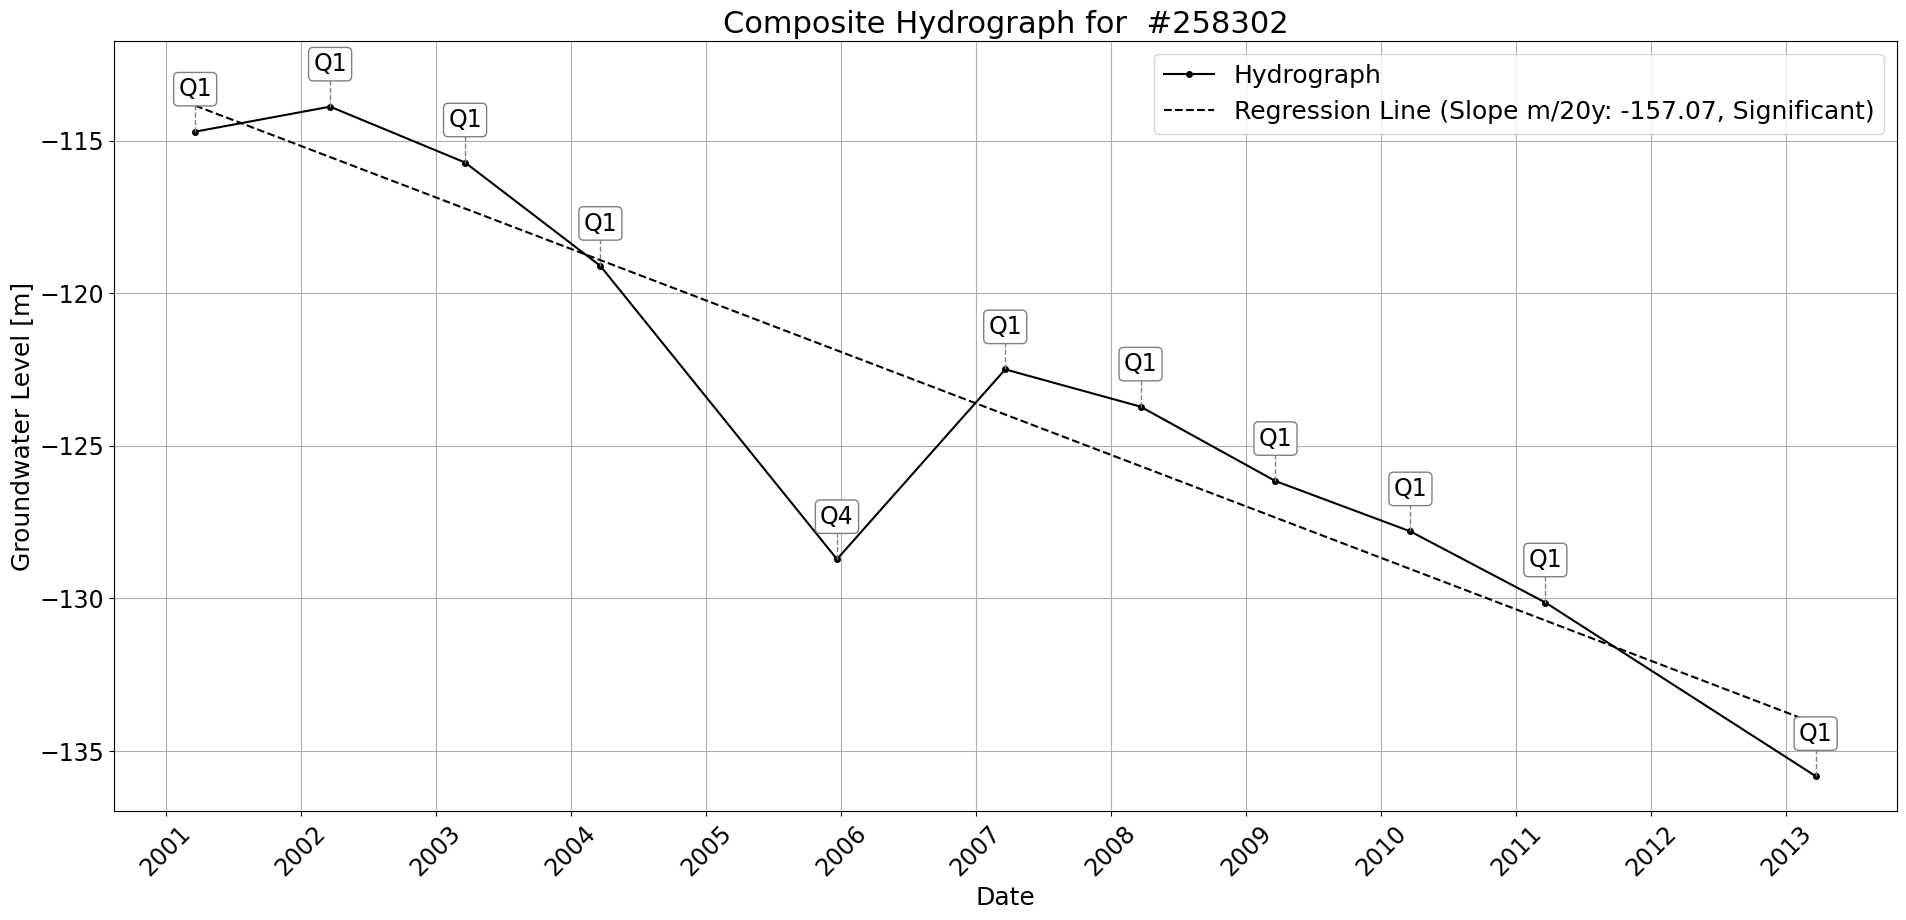 Composite Hydrograph for  #258302
Hydrograph
Regression Line (Slope m/20y: -157.07, Significant)
Groundwater Level [m]
−115
−120
−125
−130
−135
Q1
Q1
Q1
Q1
Q4
Q1
Q1
Q1
Q1
Q1
Q1
2001
2002
2003
2004
2005
2006
2007
2008
2009
2010
2011
2012
2013
Date